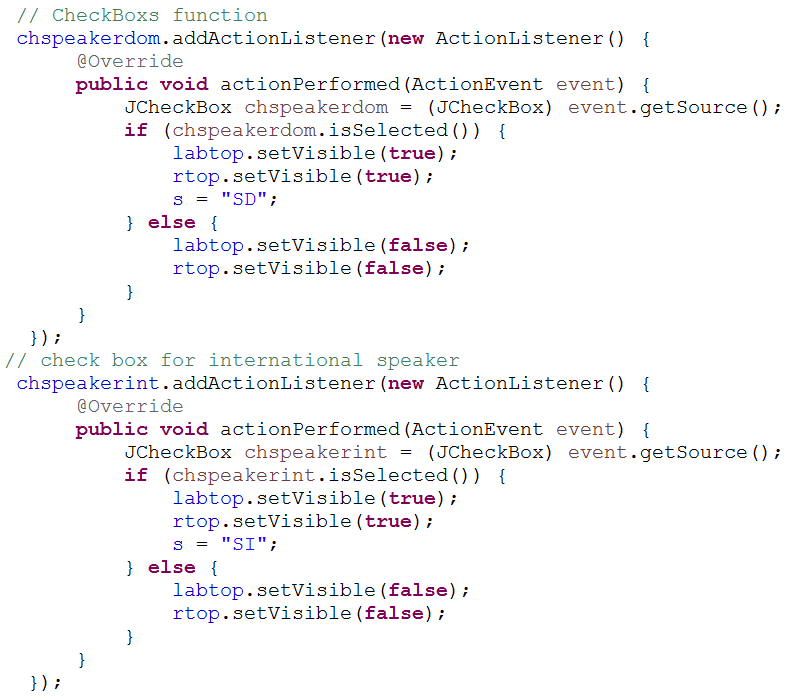 // CheckBoxs function
chspeakerdom.addActionListener(new ActionListener() {
@Override
public void actionPerformed(ActionEvent event) {
JCheckBox chspeakerdom = (JCheckBox) event.getSource();
if (chspeakerdom.isSelected()) {
labtop.setVisible(true);
rtop.setVisible(true);
s = "SD";
} else {
labtop.setVisible(false);
rtop.setVisible(false);
}
}
});
// check box for international speaker
chspeakerint.addActionListener(new ActionListener() {
@Override
public void actionPerformed(ActionEvent event) {
JCheckBox chspeakerint = (JCheckBox) event.getSource();
if (chspeakerint.isSelected()) {
labtop.setVisible(true);
rtop.setVisible(true);
s = "SI";
} else {
labtop.setVisible(false);
rtop.setVisible(false);
}
}
});